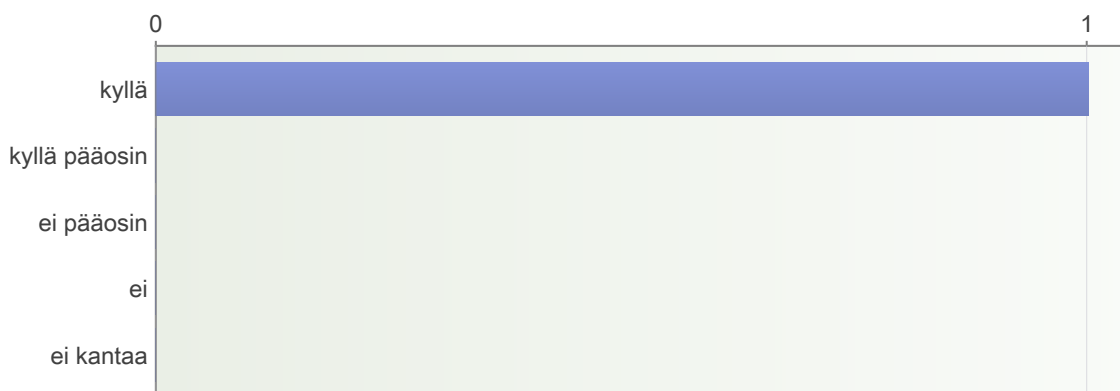 0 1
kyllä
kyllä pääosin
ei pääosin
ei
ei kantaa